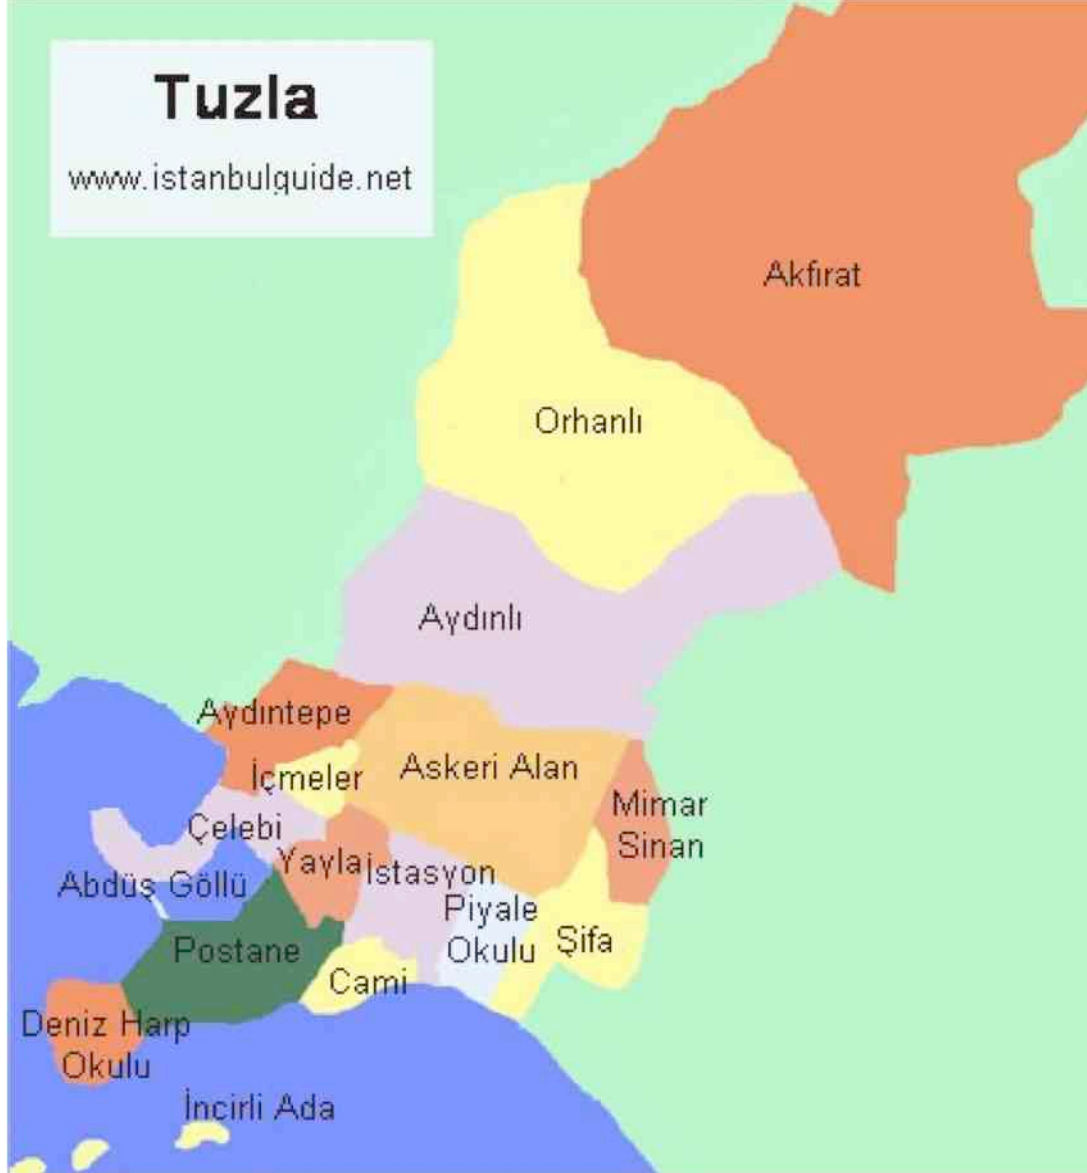 Tuzla
www.istanbulguide.net
Akfırat
Orhanlı
Aydınlı
Aydıntepe
İçmeler
Askeri Alan
Mimar
Sinan
Çelebi
Yayla
İstasyon
Abdüş Göllü
Piyale
Okulu
Şifa
Postane
Cami
Deniz Harp
Okulu
İncirli Ada